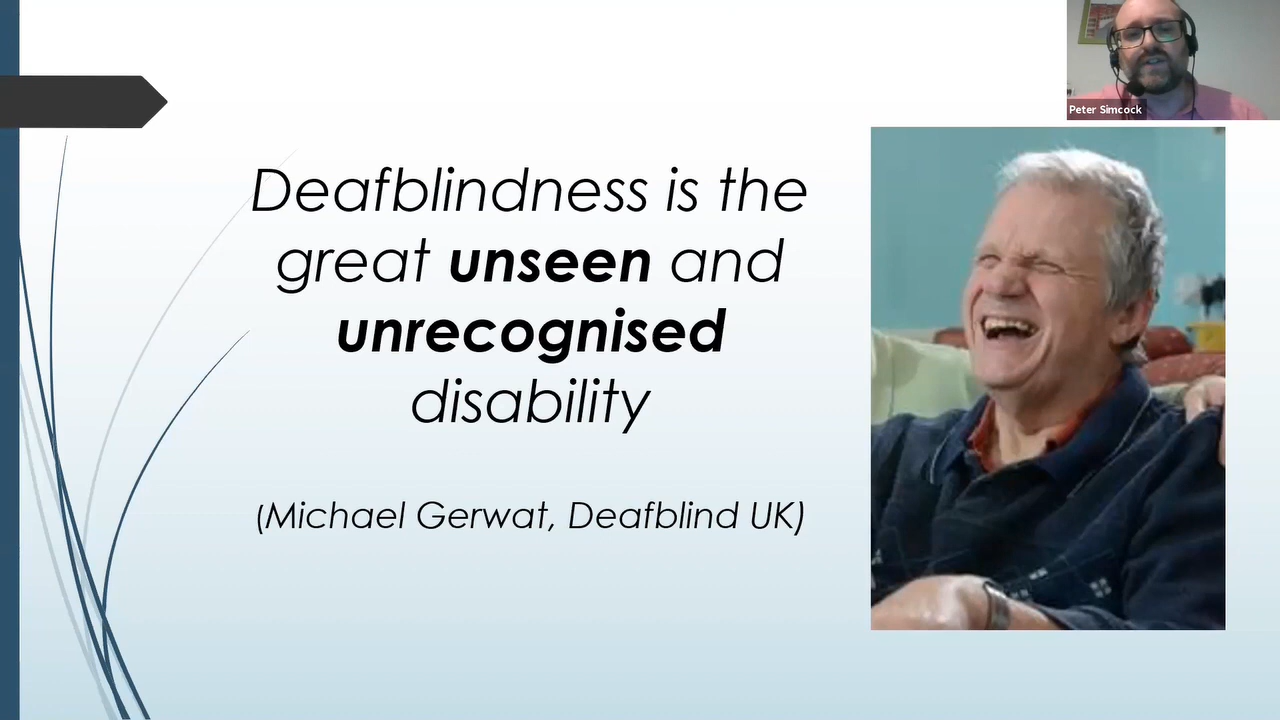 Peter Simcock
Deafblindness is the
great unseen and
unrecognised
disability
(Michael Gerwat, Deafblind UK)